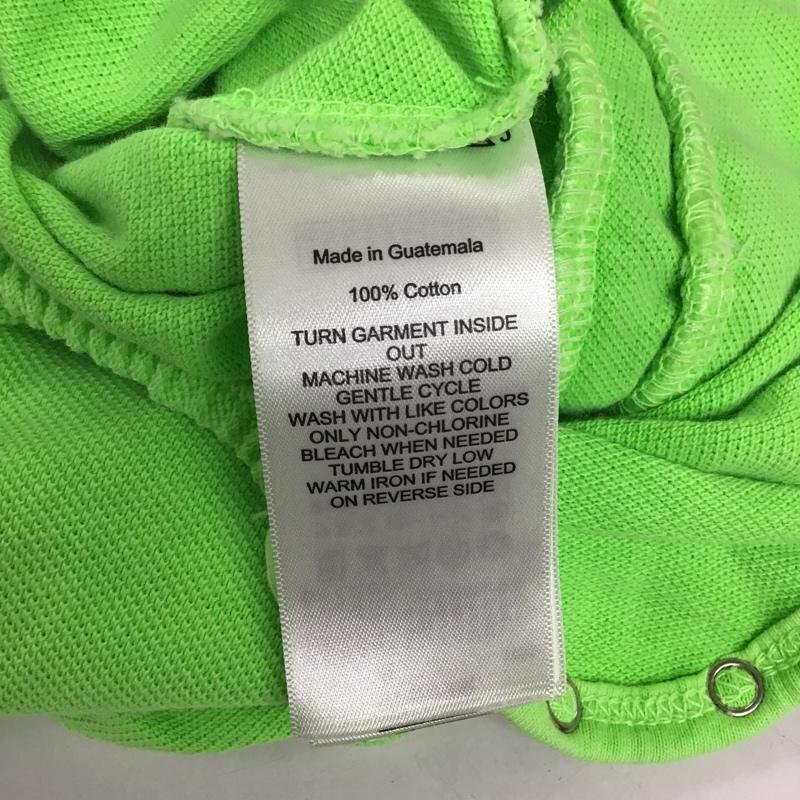 Made in Guatemala
100% Cotton
TURN GARMENT INSIDE
OUT
MACHINE WASH COLD
GENTLE CYCLE
WASH WITH LIKE COLORS
ONLY NON-CHLORINE
BLEACH WHEN NEEDED
TUMBLE DRY LOW
WARM IRON IF NEEDED
ON REVERSE SIDE